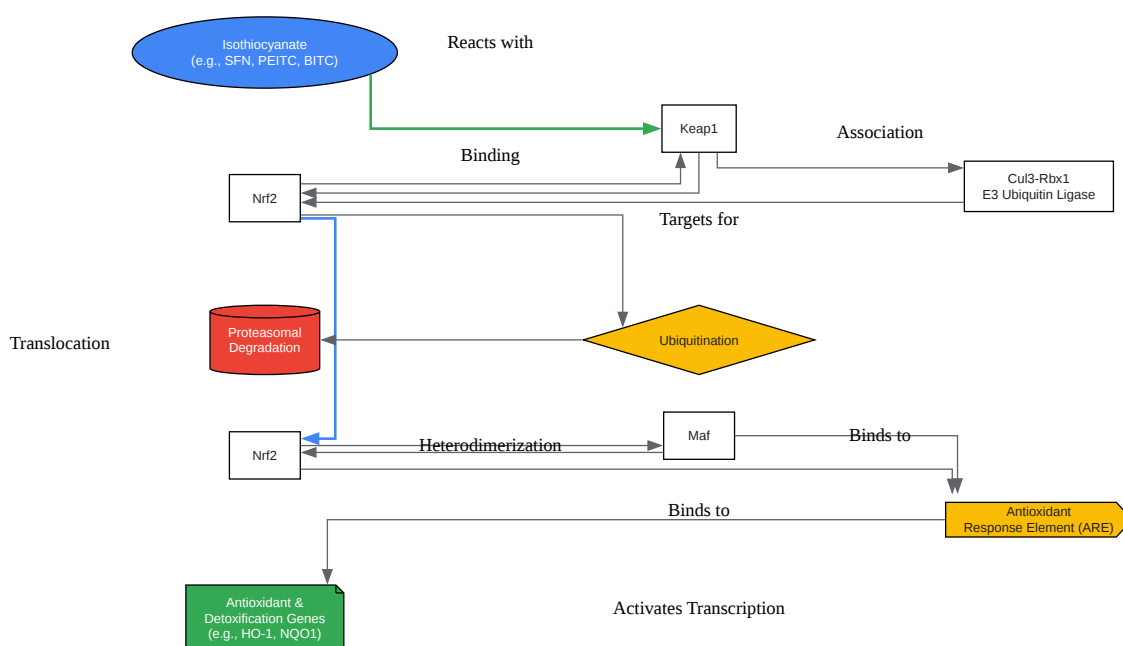 Isothiocyanate
(e.g., SFN, PEITC, BITC)
Reacts with
Keap1
Association
Binding
Cul3-Rbx1
E3 Ubiquitin Ligase
Nrf2
Targets for
Proteasomal
Degradation
Ubiquitination
Translocation
Nrf2
Heterodimerization
Maf
Binds to
Binds to
Antioxidant
Response Element (ARE)
Antioxidant &
Detoxification Genes
(e.g., HO-1, NQO1)
Activates Transcription